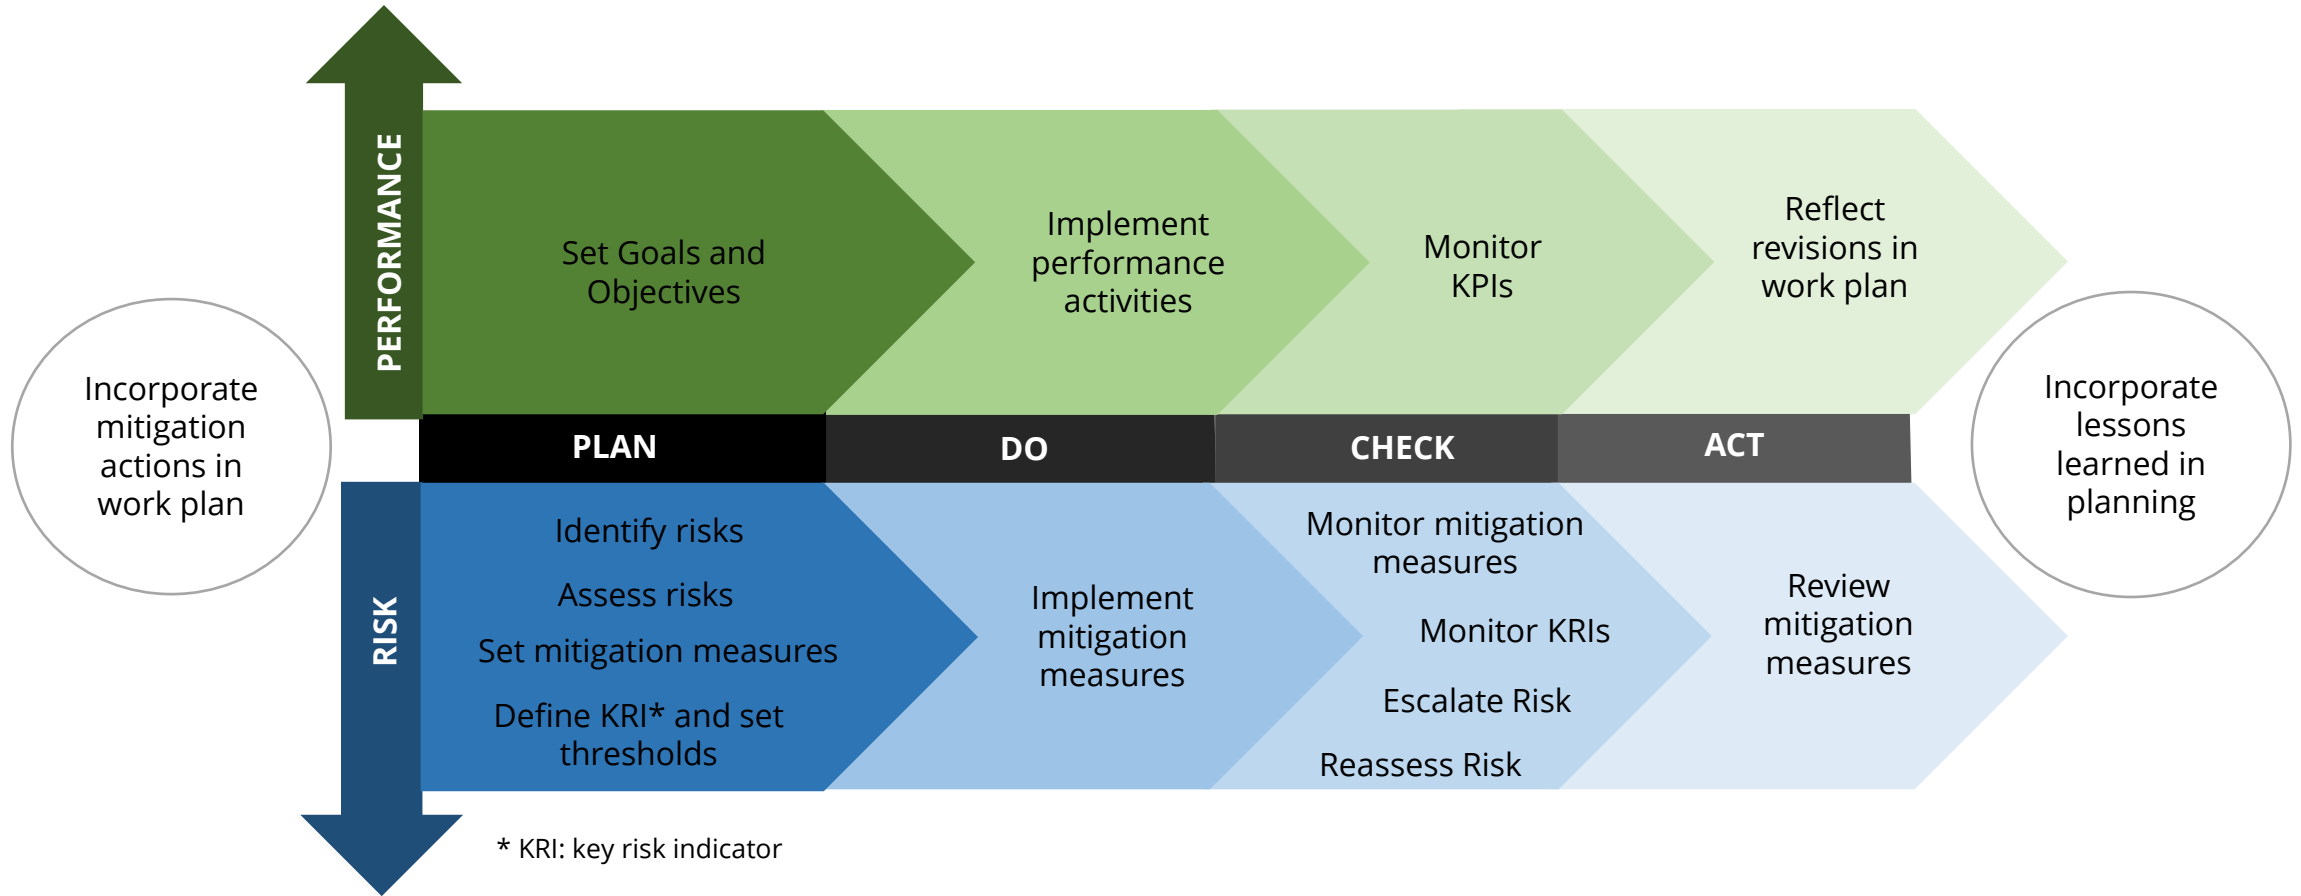 PERFORMANCE
Set Goals and
Objectives
Implement
performance
activities
Monitor
KPIs
Reflect
revisions in
work plan
Incorporate
mitigation
actions in
work plan
PLAN
DO
CHECK
ACT
Incorporate
lessons
learned in
planning
RISK
Identify risks
Assess risks
Set mitigation measures
Define KRI* and set
thresholds
Implement
mitigation
measures
Monitor mitigation
measures
Monitor KRIs
Escalate Risk
Reassess Risk
Review
mitigation
measures
* KRI: key risk indicator